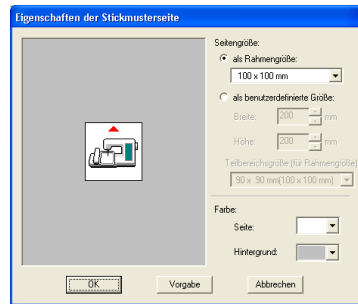 Eigenschaften der Stickmusterseite
Seitengröße:
als Rahmengröße:
100 x 100 mm
als benutzerdefinierte Größe:
Breite: 200 mm
Höhe: 200 mm
Teilbereichsgröße (für Rahmengröße)
90 x 90 mm(100 x 100 mm)
Farbe:
Seite:
Hintergrund:
OK Vorgabe Abbrechen